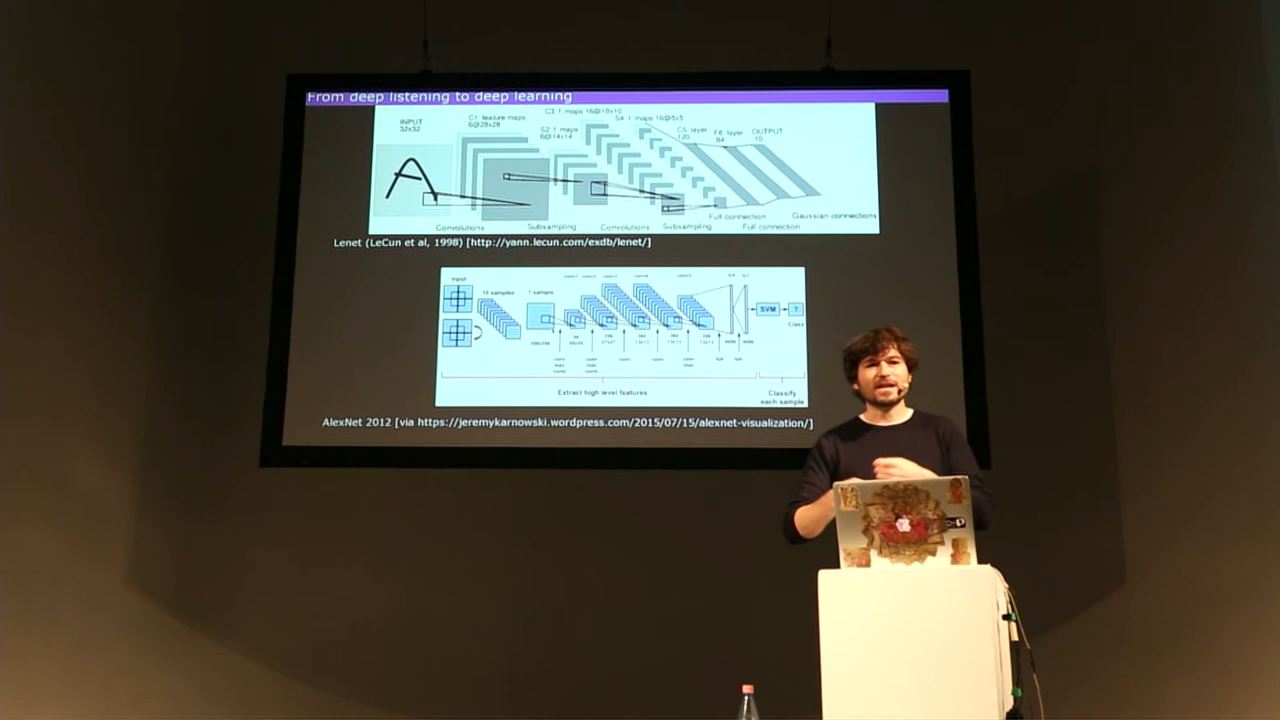 From deep listening to deep learning
INPUT
32x32
C1: feature maps
6@28x28
S2: f. maps
6@14x14
C3: f. maps 16@10x10
S4: f. maps 16@5x5
C5: layer
120
F6: layer
84
OUTPUT
10
Convolutions
Subsampling
Convolutions
Subsampling
Full connection
Full connection
Gaussian connections
Lenet (LeCun et al, 1998) [http://yann.lecun.com/exdb/lenet/]
Input
1 sample
SVM
?
Class
Extract high level features
Classify
each sample
AlexNet 2012 [via https://jeremykarnowski.wordpress.com/2015/07/15/alexnet-visualization/]